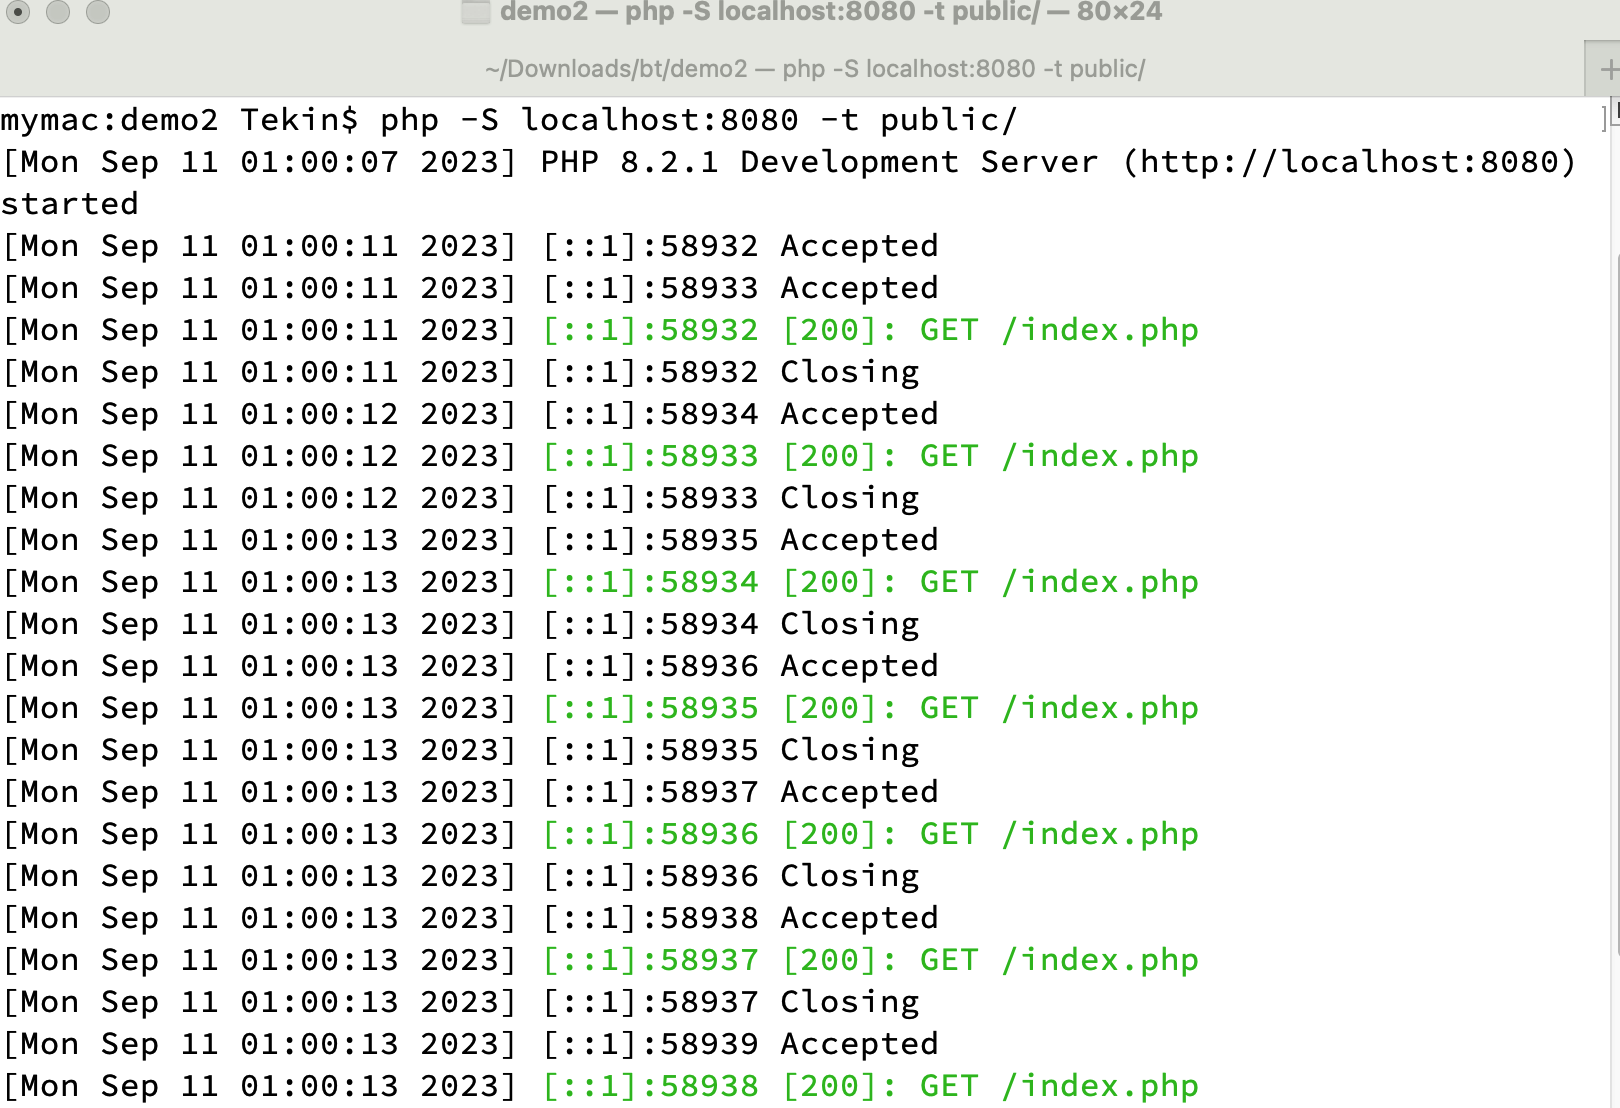 demo2 — php -S localhost:8080 -t public/ — 80×24
~/Downloads/bt/demo2 — php -S localhost:8080 -t public/
mymac:demo2 Tekin$ php -S localhost:8080 -t public/
[Mon Sep 11 01:00:07 2023] PHP 8.2.1 Development Server (http://localhost:8080)
started
[Mon Sep 11 01:00:11 2023] [::1]:58932 Accepted
[Mon Sep 11 01:00:11 2023] [::1]:58933 Accepted
[Mon Sep 11 01:00:11 2023] [::1]:58932 [200]: GET /index.php
[Mon Sep 11 01:00:11 2023] [::1]:58932 Closing
[Mon Sep 11 01:00:12 2023] [::1]:58934 Accepted
[Mon Sep 11 01:00:12 2023] [::1]:58933 [200]: GET /index.php
[Mon Sep 11 01:00:12 2023] [::1]:58933 Closing
[Mon Sep 11 01:00:13 2023] [::1]:58935 Accepted
[Mon Sep 11 01:00:13 2023] [::1]:58934 [200]: GET /index.php
[Mon Sep 11 01:00:13 2023] [::1]:58934 Closing
[Mon Sep 11 01:00:13 2023] [::1]:58936 Accepted
[Mon Sep 11 01:00:13 2023] [::1]:58935 [200]: GET /index.php
[Mon Sep 11 01:00:13 2023] [::1]:58935 Closing
[Mon Sep 11 01:00:13 2023] [::1]:58937 Accepted
[Mon Sep 11 01:00:13 2023] [::1]:58936 [200]: GET /index.php
[Mon Sep 11 01:00:13 2023] [::1]:58936 Closing
[Mon Sep 11 01:00:13 2023] [::1]:58938 Accepted
[Mon Sep 11 01:00:13 2023] [::1]:58937 [200]: GET /index.php
[Mon Sep 11 01:00:13 2023] [::1]:58937 Closing
[Mon Sep 11 01:00:13 2023] [::1]:58939 Accepted
[Mon Sep 11 01:00:13 2023] [::1]:58938 [200]: GET /index.php